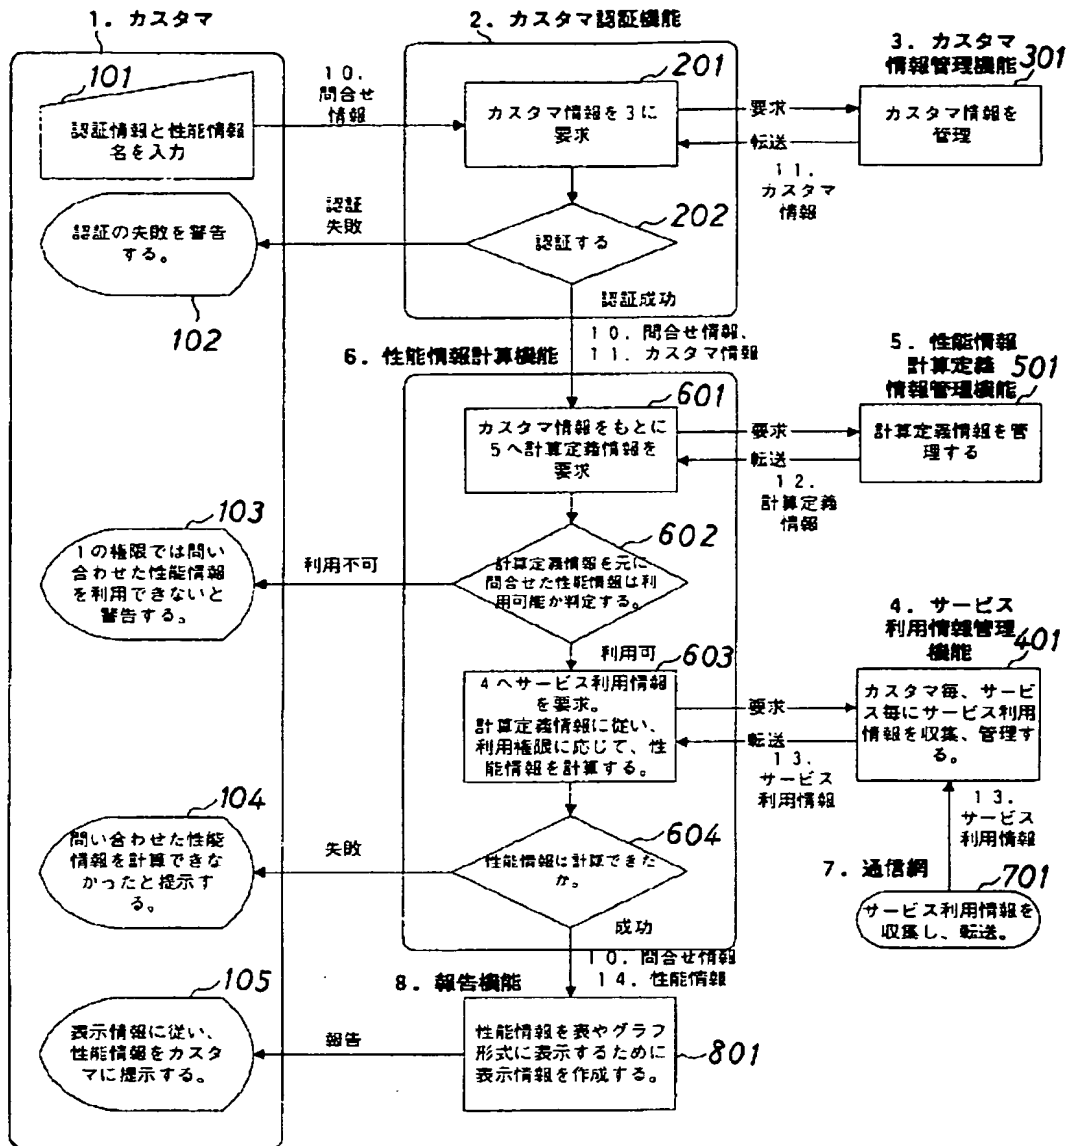 1. カスタマ
2. カスタマ認証機能
101
認証情報と性能情報
名を入力
10.
問合せ
情報
201
カスタマ情報を3に
要求
要求
転送
3. カスタマ
情報管理機能
301
カスタマ情報を
管理
11.
カスタマ
情報
認証の失敗を警告
する。
102
認証
失敗
202
認証する
認証成功
10. 問合せ情報、
11. カスタマ情報
6. 性能情報計算機能
601
カスタマ情報をもとに
5へ計算定義情報を
要求
要求
転送
5. 性能情報
計算定義
情報管理機能
501
計算定義情報を管
理する
12.
計算定義
情報
103
1の権限では問い
合わせた性能情報
を利用できないと
警告する。
利用不可
602
計算定義情報を元に
問合せた性能情報は利
用可能か判定する。
利用可
603
4へサービス利用情報
を要求。
計算定義情報に従い、
利用権限に応じて、性
能情報を計算する。
要求
転送
13.
サービス
利用情報
4. サービス
利用情報管理
機能
401
カスタマ毎、サービ
ス毎にサービス利用
情報を収集、管理す
る。
13.
サービス
利用情報
104
問い合わせた性能
情報を計算できな
かったと提示す
る。
失敗
604
性能情報は計算できた
か。
成功
7. 通信網
701
サービス利用情報を
収集し、転送。
10. 問合せ情報
14. 性能情報
8. 報告機能
105
表示情報に従い、
性能情報をカスタ
マに提示する。
報告
性能情報を表やグラフ
形式に表示するために
表示情報を作成する。
801